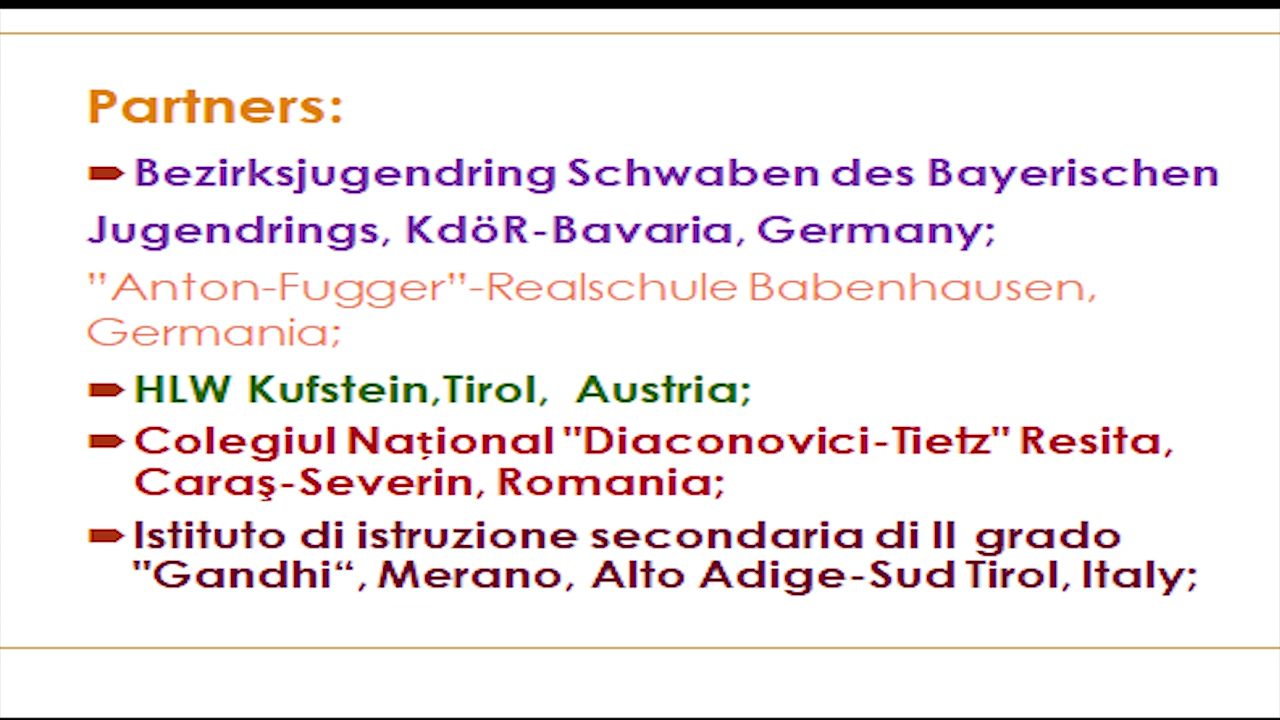 Partners:
Bezirksjugendring Schwaben des Bayerischen
Jugendrings, KdöR-Bavaria, Germany;
”Anton-Fugger”-Realschule Babenhausen,
Germania;
HLW Kufstein,Tirol, Austria;
Colegiul Național "Diaconovici-Tietz" Resita,
Caraş-Severin, Romania;
Istituto di istruzione secondaria di II grado
"Gandhi“, Merano, Alto Adige-Sud Tirol, Italy;